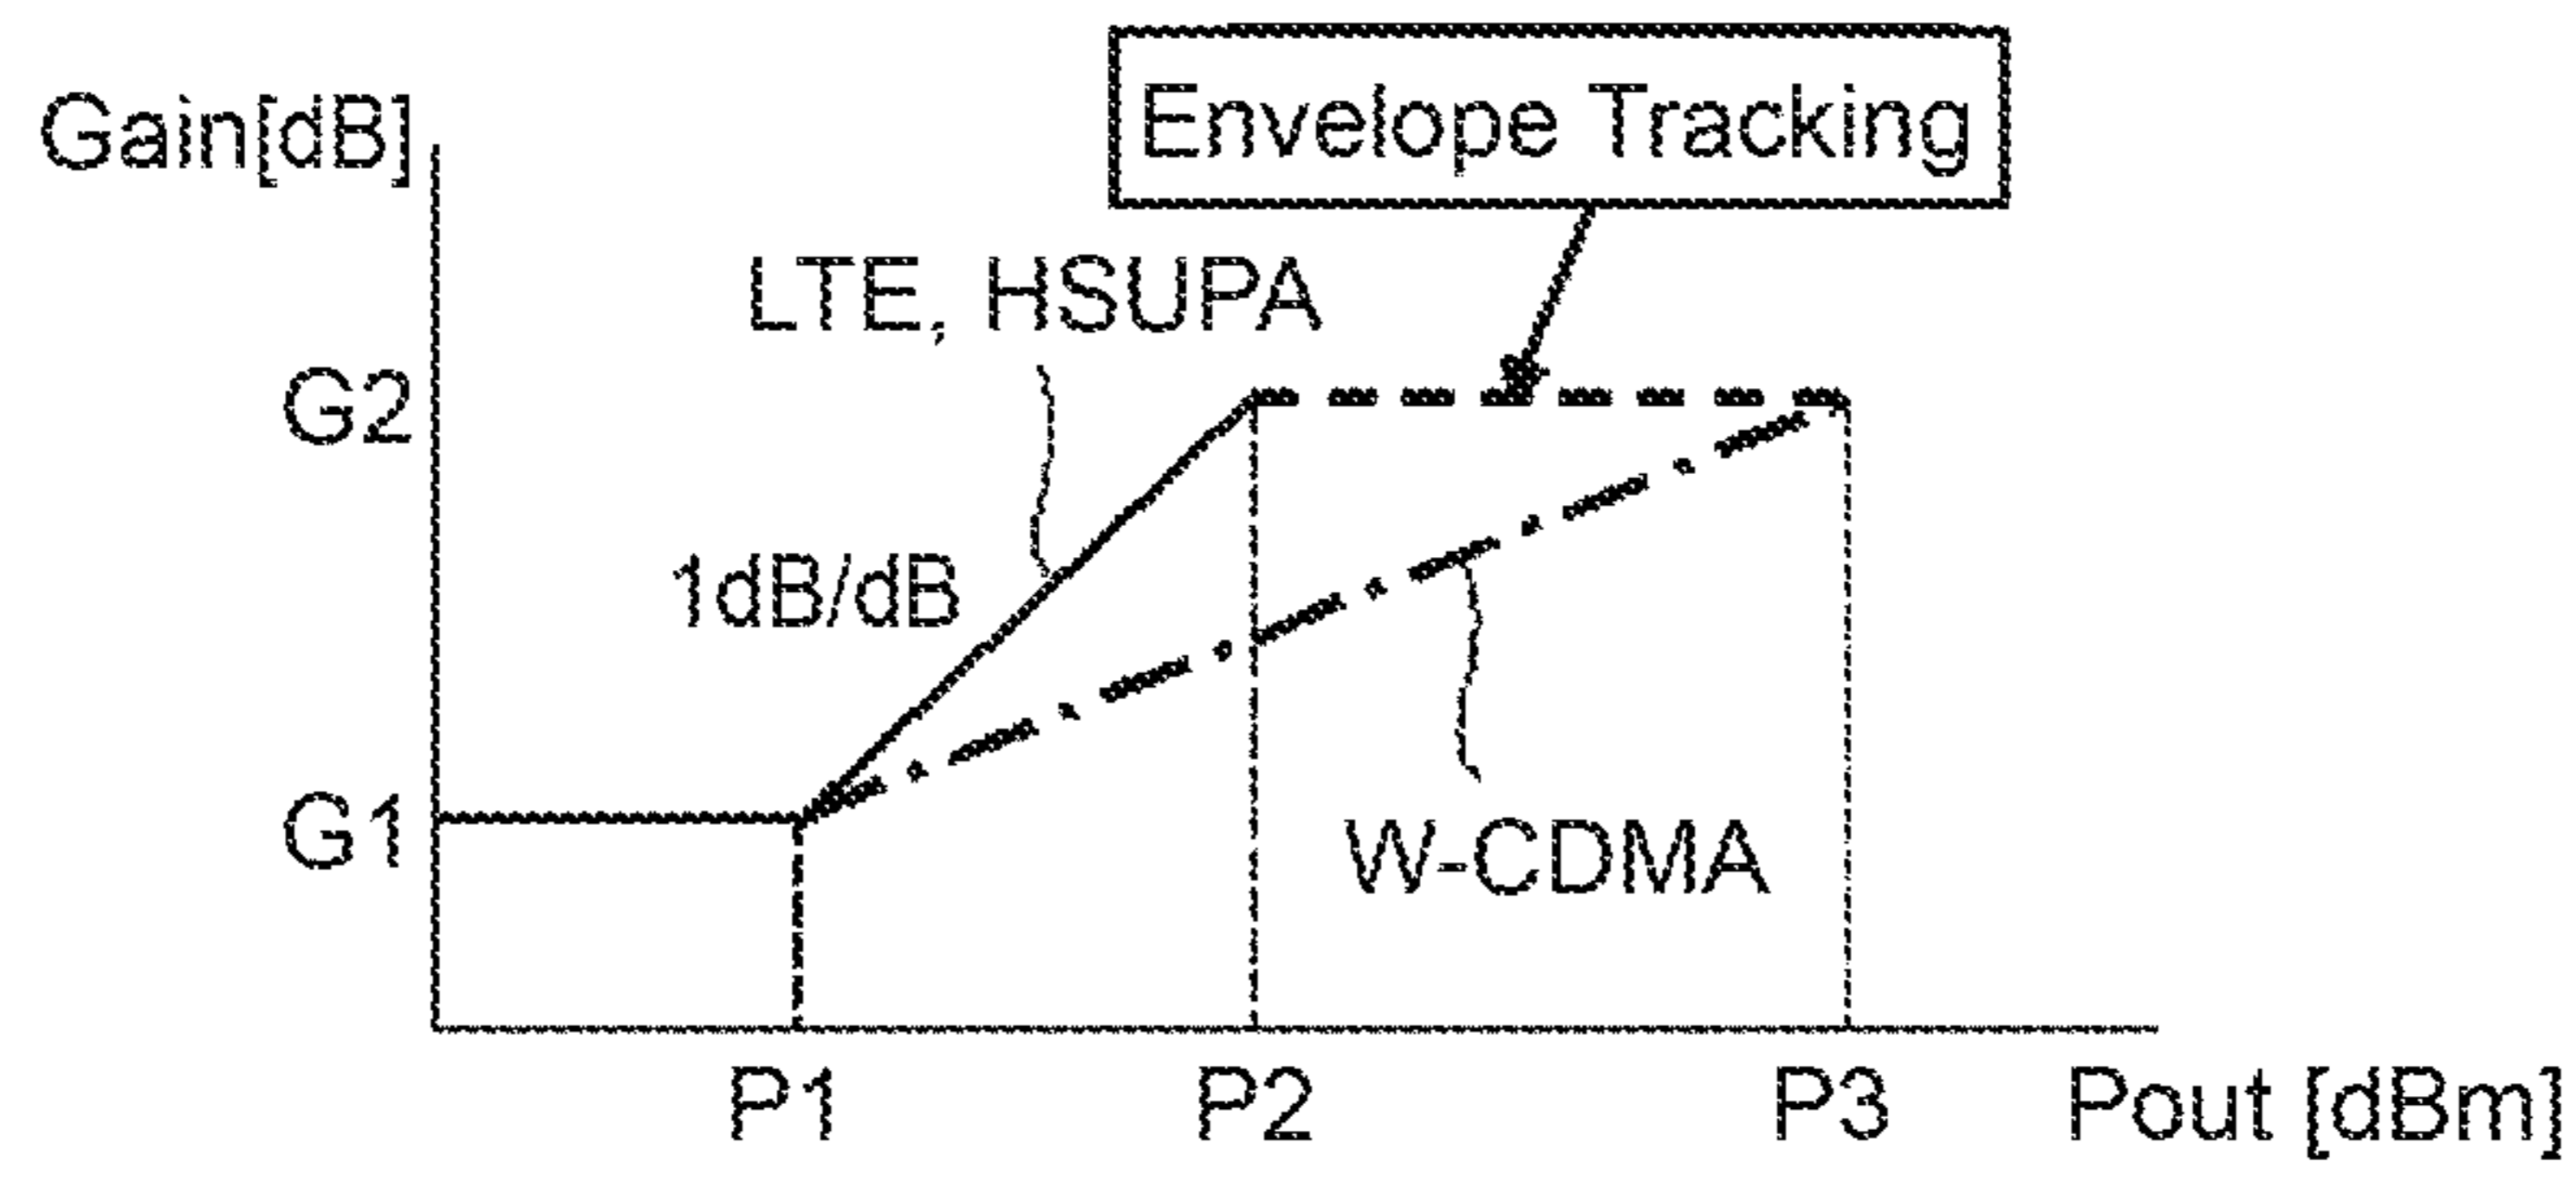 Envelope Tracking
Gain[dB]
LTE, HSUPA
G2
1dB/dB
G1
W-CDMA
P1
P2
P3
Pout [dBm]